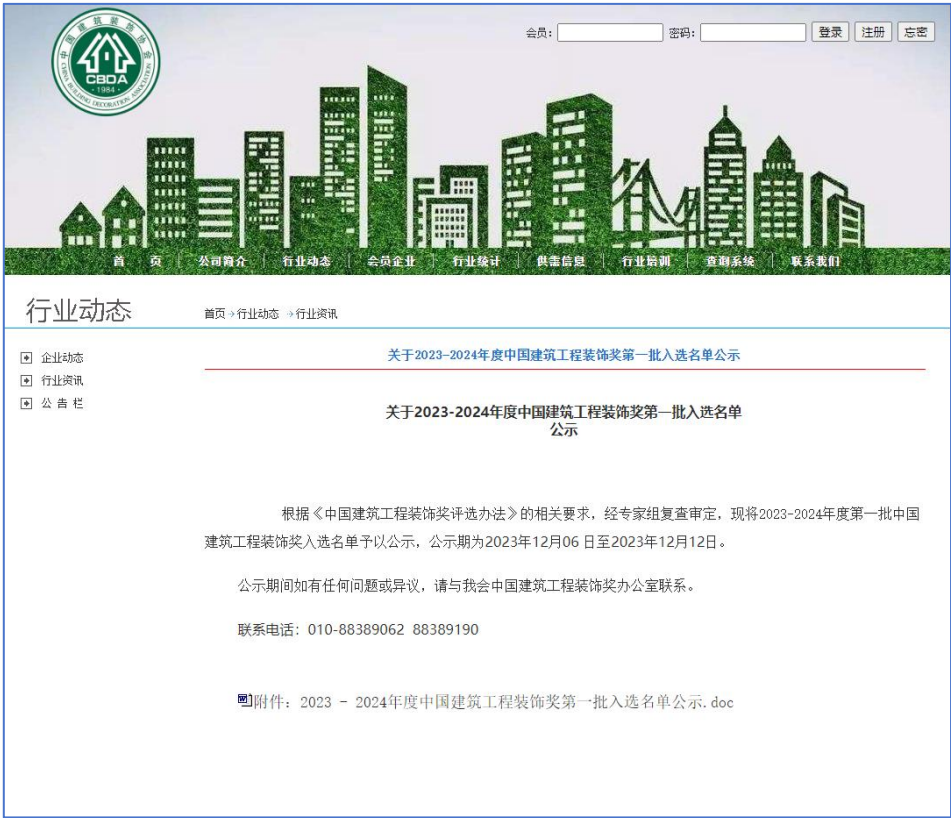 中国建筑装饰协会
CBDA
·1984·
CHINA BUILDING DECORATION ASSOCIATION
会员: 密码: 登录 注册 忘密
首 页 公司简介 行业动态 会员企业 行业统计 供需信息 行业培训 查询系统 联系我们
行业动态
首页→行业动态 →行业资讯
企业动态
行业资讯
公 告 栏
关于2023-2024年度中国建筑工程装饰奖第一批入选名单公示
关于2023-2024年度中国建筑工程装饰奖第一批入选名单
公示
根据《中国建筑工程装饰奖评选办法》的相关要求，经专家组复查审定，现将2023-2024年度第一批中国
建筑工程装饰奖入选名单予以公示，公示期为2023年12月06 日至2023年12月12日。
公示期间如有任何问题或异议，请与我会中国建筑工程装饰奖办公室联系。
联系电话：010-88389062 88389190
附件：2023 - 2024年度中国建筑工程装饰奖第一批入选名单公示.doc